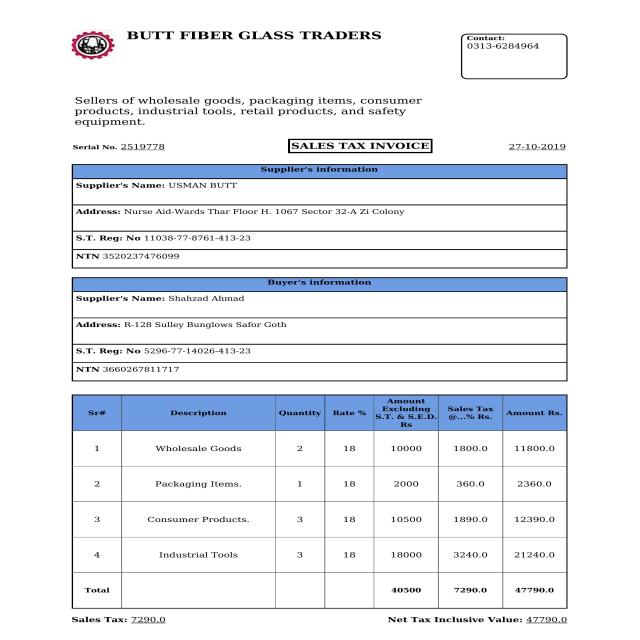 BUTT FIBER GLASS TRADERS
Contact:
0313-6284964
Sellers of wholesale goods, packaging items, consumer
products, industrial tools, retail products, and safety
equipment.
Serial No. 2519778 SALES TAX INVOICE 27-10-2019
Supplier's information
Supplier's Name: USMAN BUTT
Address: Nurse Aid-Wards Thar Floor H. 1067 Sector 32-A Zi Colony
S.T. Reg: No 11038-77-8761-413-23
NTN 3520237476099
Buyer's information
Supplier's Name: Shahzad Ahmad
Address: R-128 Sulley Bunglows Safor Goth
S.T. Reg: No 5296-77-14026-413-23
NTN 3660267811717
Sr# Description Quantity Rate % Amount Excluding S.T. & S.E.D. Rs Sales Tax @...% Rs. Amount Rs.
1 Wholesale Goods 2 18 10000 1800.0 11800.0
2 Packaging Items. 1 18 2000 360.0 2360.0
3 Consumer Products. 3 18 10500 1890.0 12390.0
4 Industrial Tools 3 18 18000 3240.0 21240.0
Total 40500 7290.0 47790.0
Sales Tax: 7290.0 Net Tax Inclusive Value: 47790.0